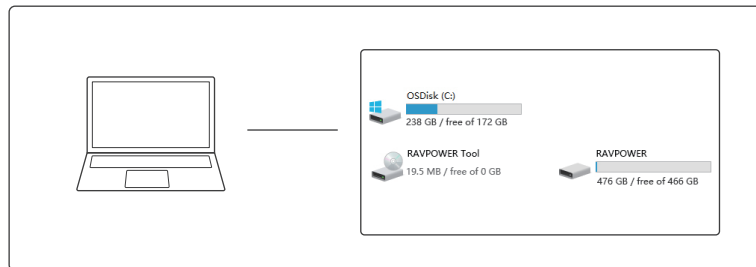 OSDisk (C:)
238 GB / free of 172 GB
RAVPOWER Tool
19.5 MB / free of 0 GB
RAVPOWER
476 GB / free of 466 GB